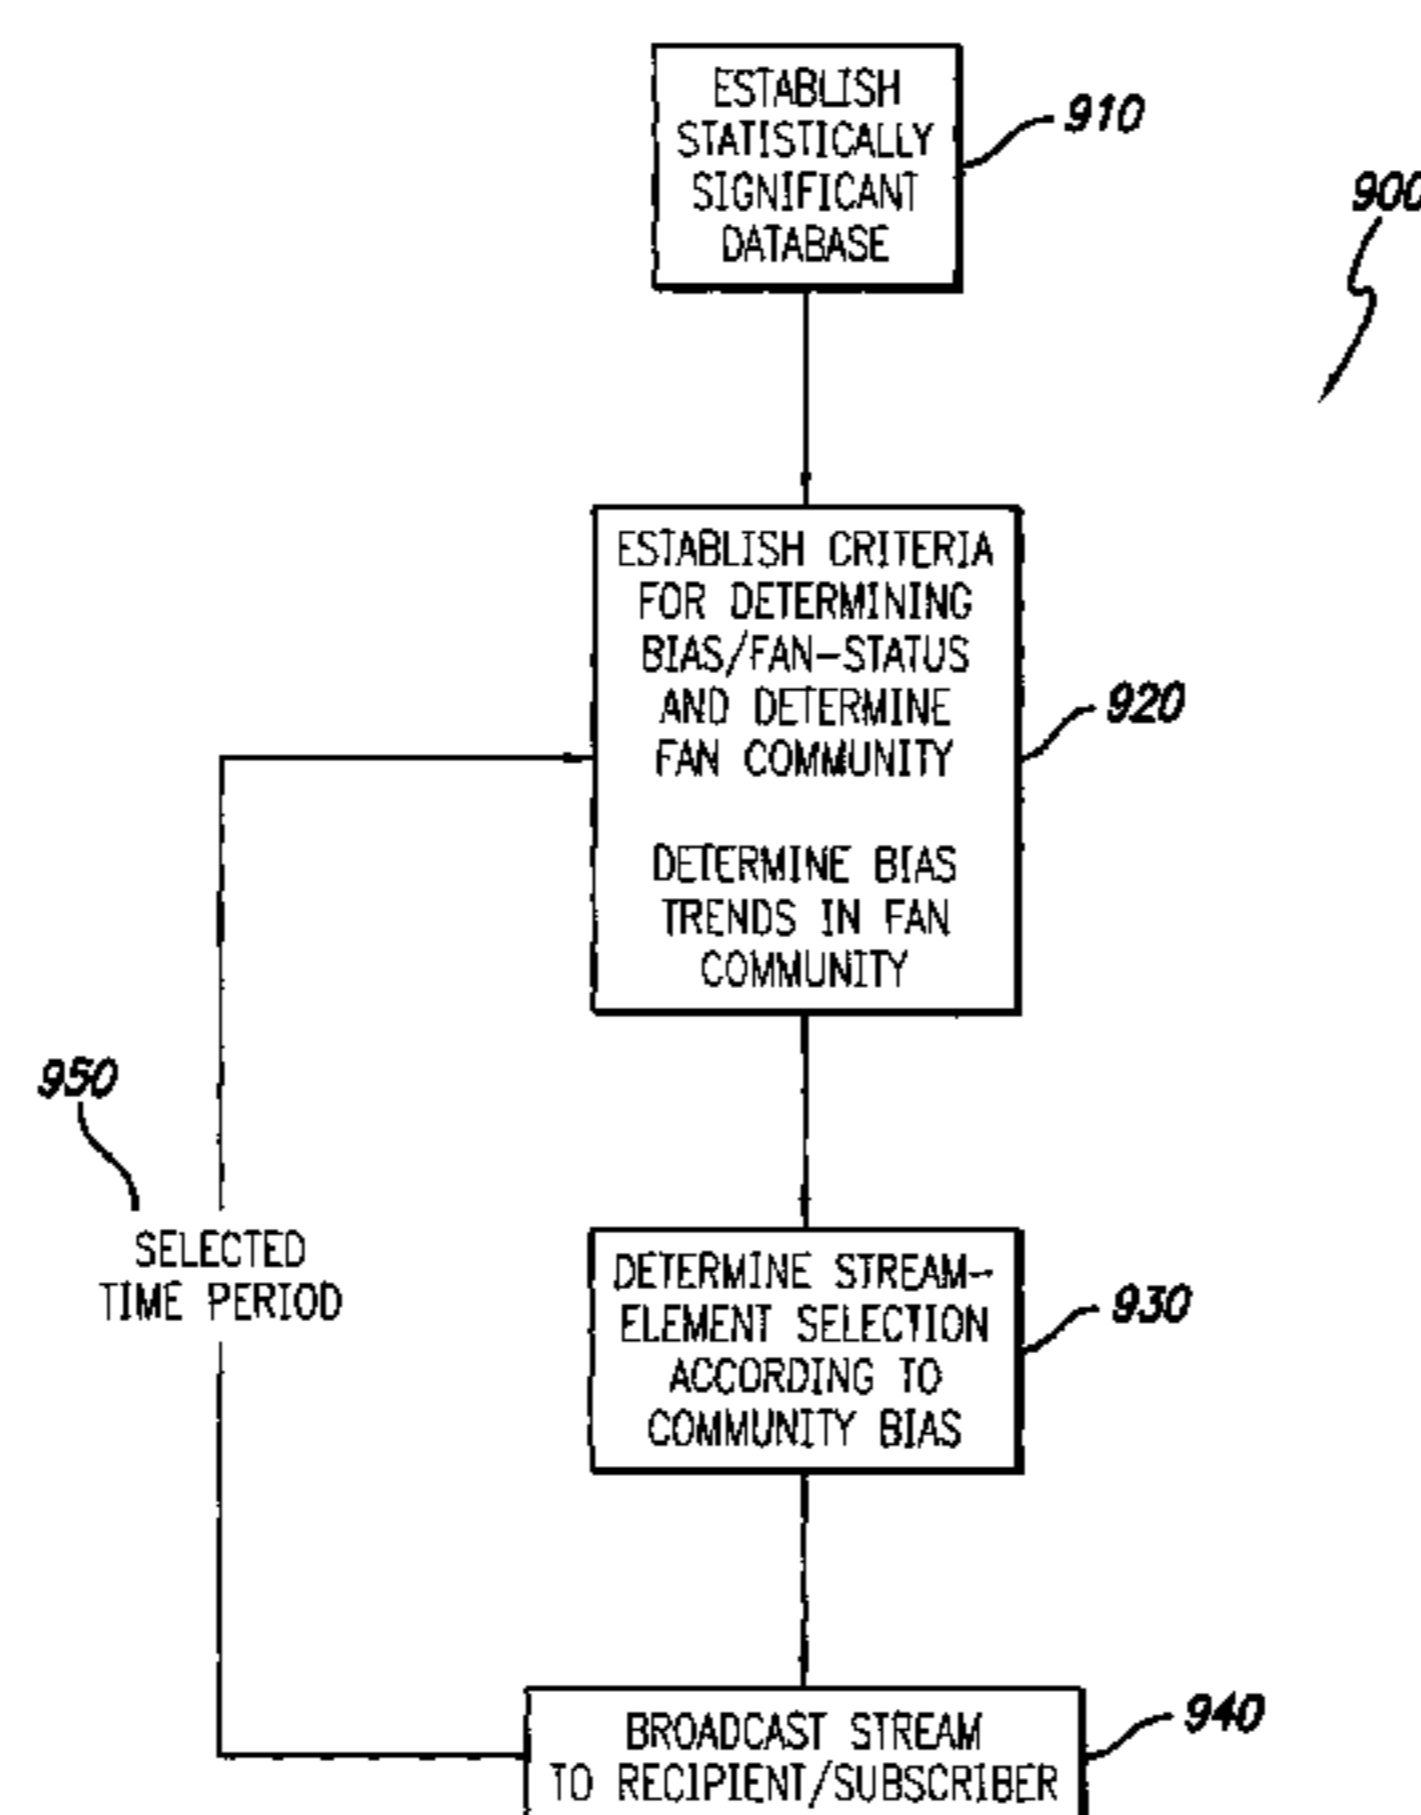 ESTABLISH
STATISTICALLY
SIGNIFICANT
DATABASE
910
900
ESTABLISH CRITERIA
FOR DETERMINING
BIAS/FAN-STATUS
AND DETERMINE
FAN COMMUNITY
DETERMINE BIAS
TRENDS IN FAN
COMMUNITY
920
950
SELECTED
TIME PERIOD
DETERMINE STREAM-
ELEMENT SELECTION
ACCORDING TO
COMMUNITY BIAS
930
BROADCAST STREAM
TO RECIPIENT/SUBSCRIBER
940